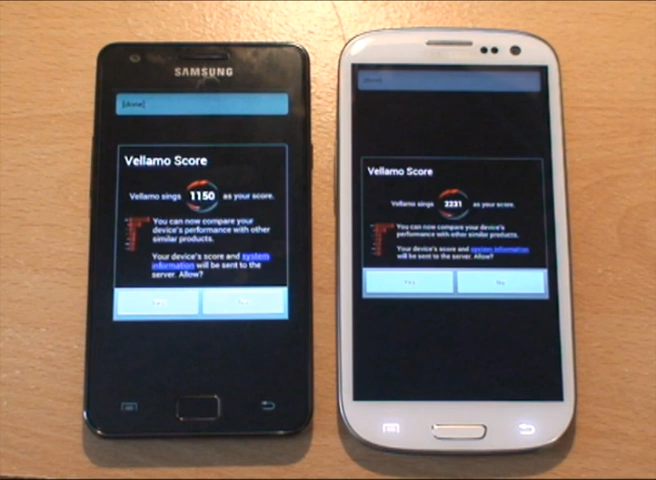 SAMSUNG
[done]
Vellamo Score
Vellamo sings 1150 as your score.
You can now compare your
device's performance with other
similar products.
Your device's score and system
information will be sent to the
server. Allow?
Yes No
[done]
Vellamo Score
Vellamo sings 2231 as your score.
You can now compare your device's
performance with other similar products.
Your device's score and system information
will be sent to the server. Allow?
Yes No